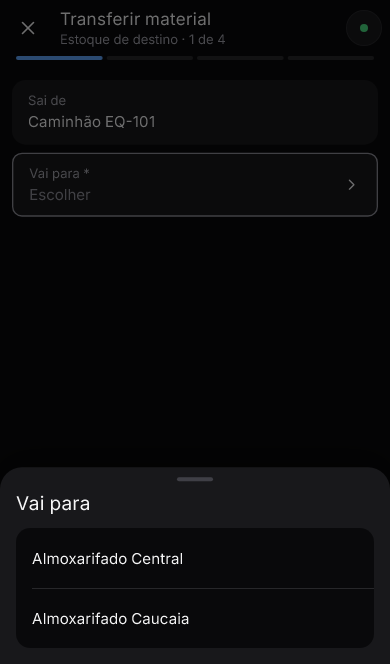 Transferir material
Estoque de destino · 1 de 4
Sai de
Caminhão EQ-101
Vai para *
Escolher
Vai para
Almoxarifado Central
Almoxarifado Caucaia